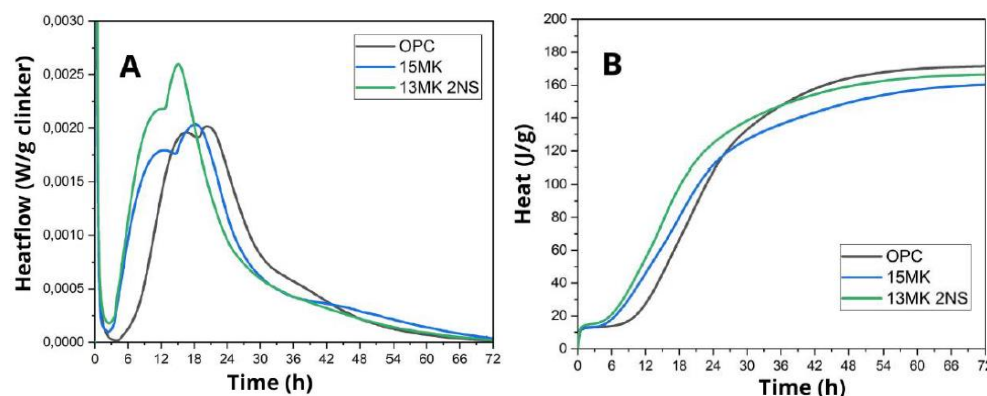 A
OPC
15MK
13MK 2NS
Heatflow (W/g clinker)
0,0030
0,0025
0,0020
0,0015
0,0010
0,0005
0,0000
0 6 12 18 24 30 36 42 48 54 60 66 72
Time (h)
B
Heat (J/g)
200
180
160
140
120
100
80
60
40
20
0
OPC
15MK
13MK 2NS
0 6 12 18 24 30 36 42 48 54 60 66 72
Time (h)